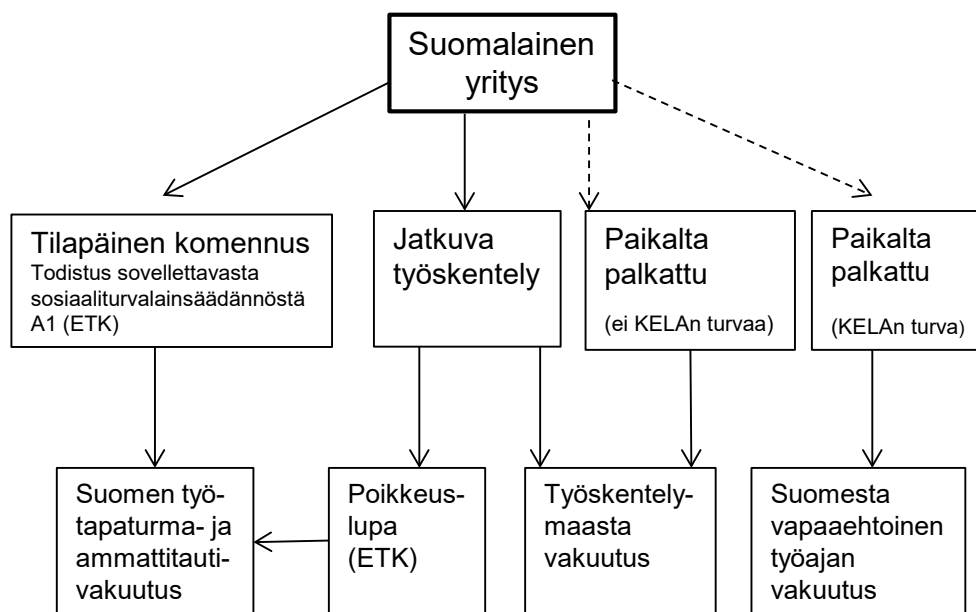 Suomalainen
yritys
Tilapäinen komennus
Todistus sovellettavasta
sosiaaliturvalainsäädännöstä
A1 (ETK)
Jatkuva
työskentely
Paikalta
palkattu
(ei KELAn turvaa)
Paikalta
palkattu
(KELAn turva)
Suomen työ-
tapaturma- ja
ammattitauti-
vakuutus
Poikkeus-
lupa
(ETK)
Työskentely-
maasta
vakuutus
Suomesta
vapaaehtoinen
työajan
vakuutus